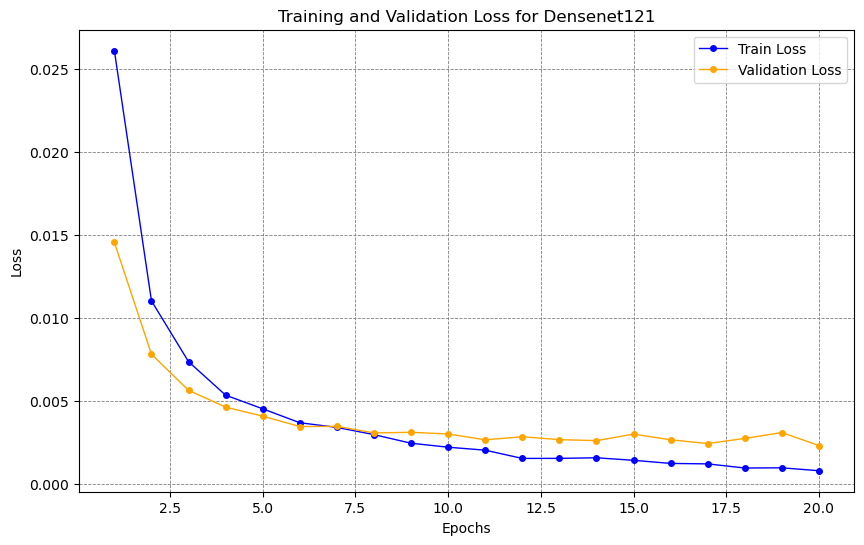 Training and Validation Loss for Densenet121
Train Loss
Validation Loss
0.025
0.020
0.015
0.010
0.005
0.000
Loss
2.5 5.0 7.5 10.0 12.5 15.0 17.5 20.0
Epochs